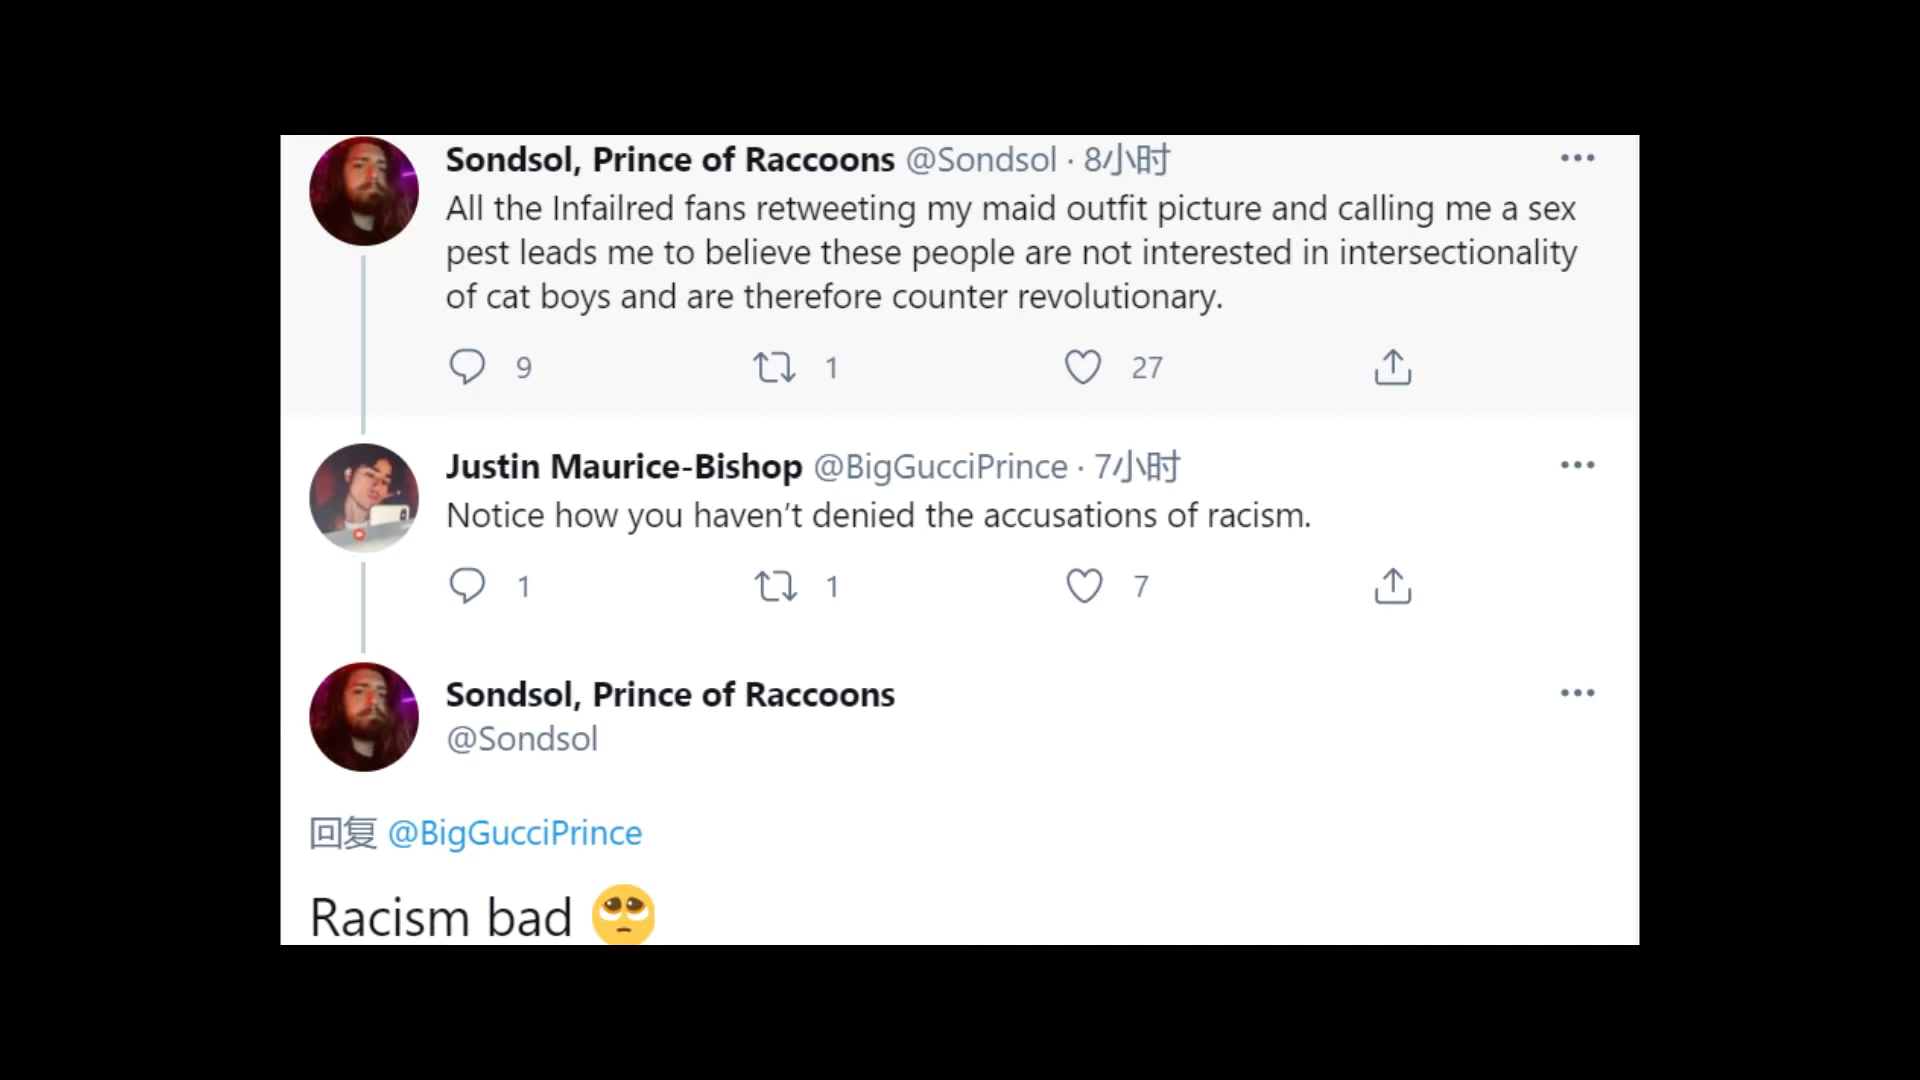 Sondsol, Prince of Raccoons @Sondsol · 8小时
All the Infailred fans retweeting my maid outfit picture and calling me a sex
pest leads me to believe these people are not interested in intersectionality
of cat boys and are therefore counter revolutionary.
9 1 27
Justin Maurice-Bishop @BigGucciPrince · 7小时
Notice how you haven’t denied the accusations of racism.
1 1 7
Sondsol, Prince of Raccoons
@Sondsol
回复 @BigGucciPrince
Racism bad 🥺